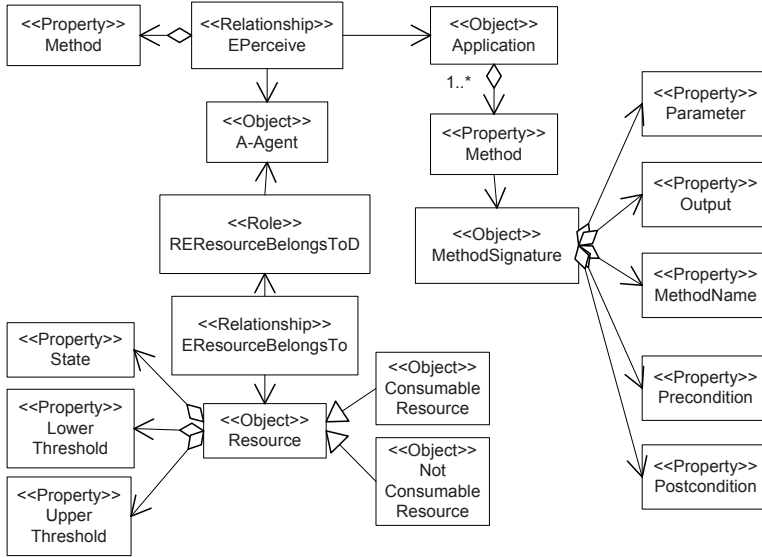 <<Property>>
Method
<<Relationship>>
EPerceive
<<Object>>
Application
1..*
<<Property>>
Parameter
<<Object>>
A-Agent
<<Property>>
Method
<<Property>>
Output
<<Role>>
REResourceBelongsToD
<<Object>>
MethodSignature
<<Property>>
MethodName
<<Relationship>>
EResourceBelongsTo
<<Property>>
State
<<Object>>
Consumable
Resource
<<Property>>
Precondition
<<Property>>
Lower
Threshold
<<Object>>
Resource
<<Object>>
Not
Consumable
Resource
<<Property>>
Postcondition
<<Property>>
Upper
Threshold